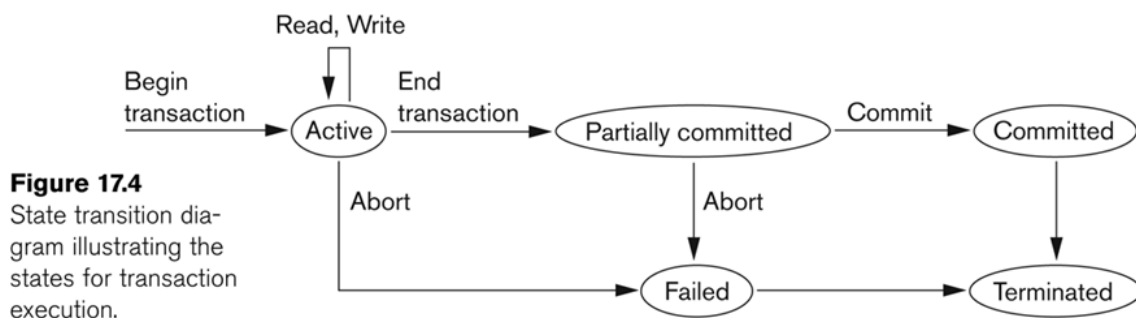 Read, Write
Begin
transaction
End
transaction
Active
Partially committed
Commit
Committed
Figure 17.4
State transition dia-
gram illustrating the
states for transaction
execution.
Abort
Abort
Failed
Terminated